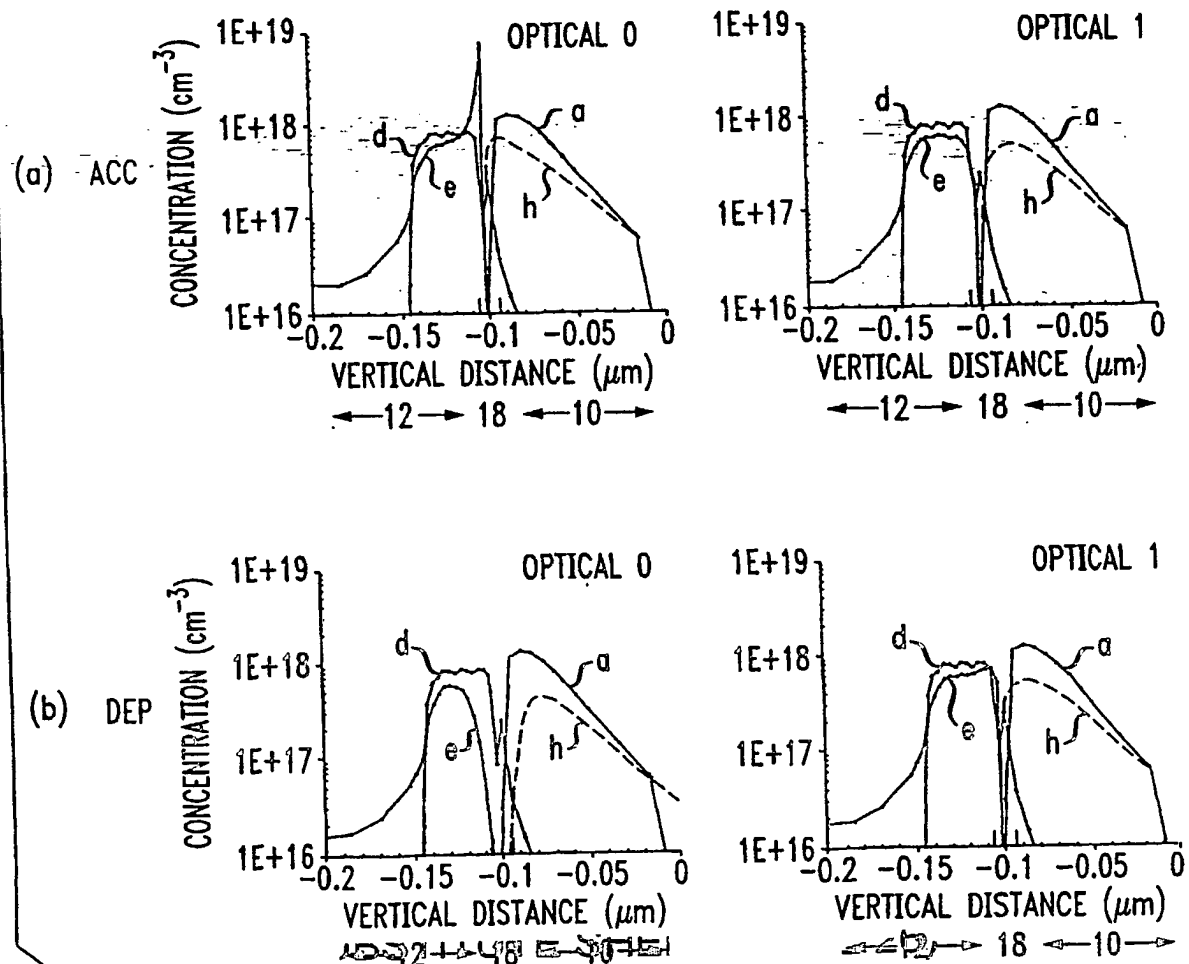 OPTICAL 0
1E+19
1E+18
1E+17
1E+16
CONCENTRATION (cm⁻³)
(a) ACC
d
e
a
h
-0.2 -0.15 -0.1 -0.05 0
VERTICAL DISTANCE (μm)
12 18 10
OPTICAL 1
1E+19
1E+18
1E+17
1E+16
d
e
a
h
-0.2 -0.15 -0.1 -0.05 0
VERTICAL DISTANCE (μm)
12 18 10
OPTICAL 0
1E+19
1E+18
1E+17
1E+16
CONCENTRATION (cm⁻³)
(b) DEP
d
e
a
h
-0.2 -0.15 -0.1 -0.05 0
VERTICAL DISTANCE (μm)
OPTICAL 1
1E+19
1E+18
1E+17
1E+16
d
e
a
h
-0.2 -0.15 -0.1 -0.05 0
VERTICAL DISTANCE (μm)
18 10